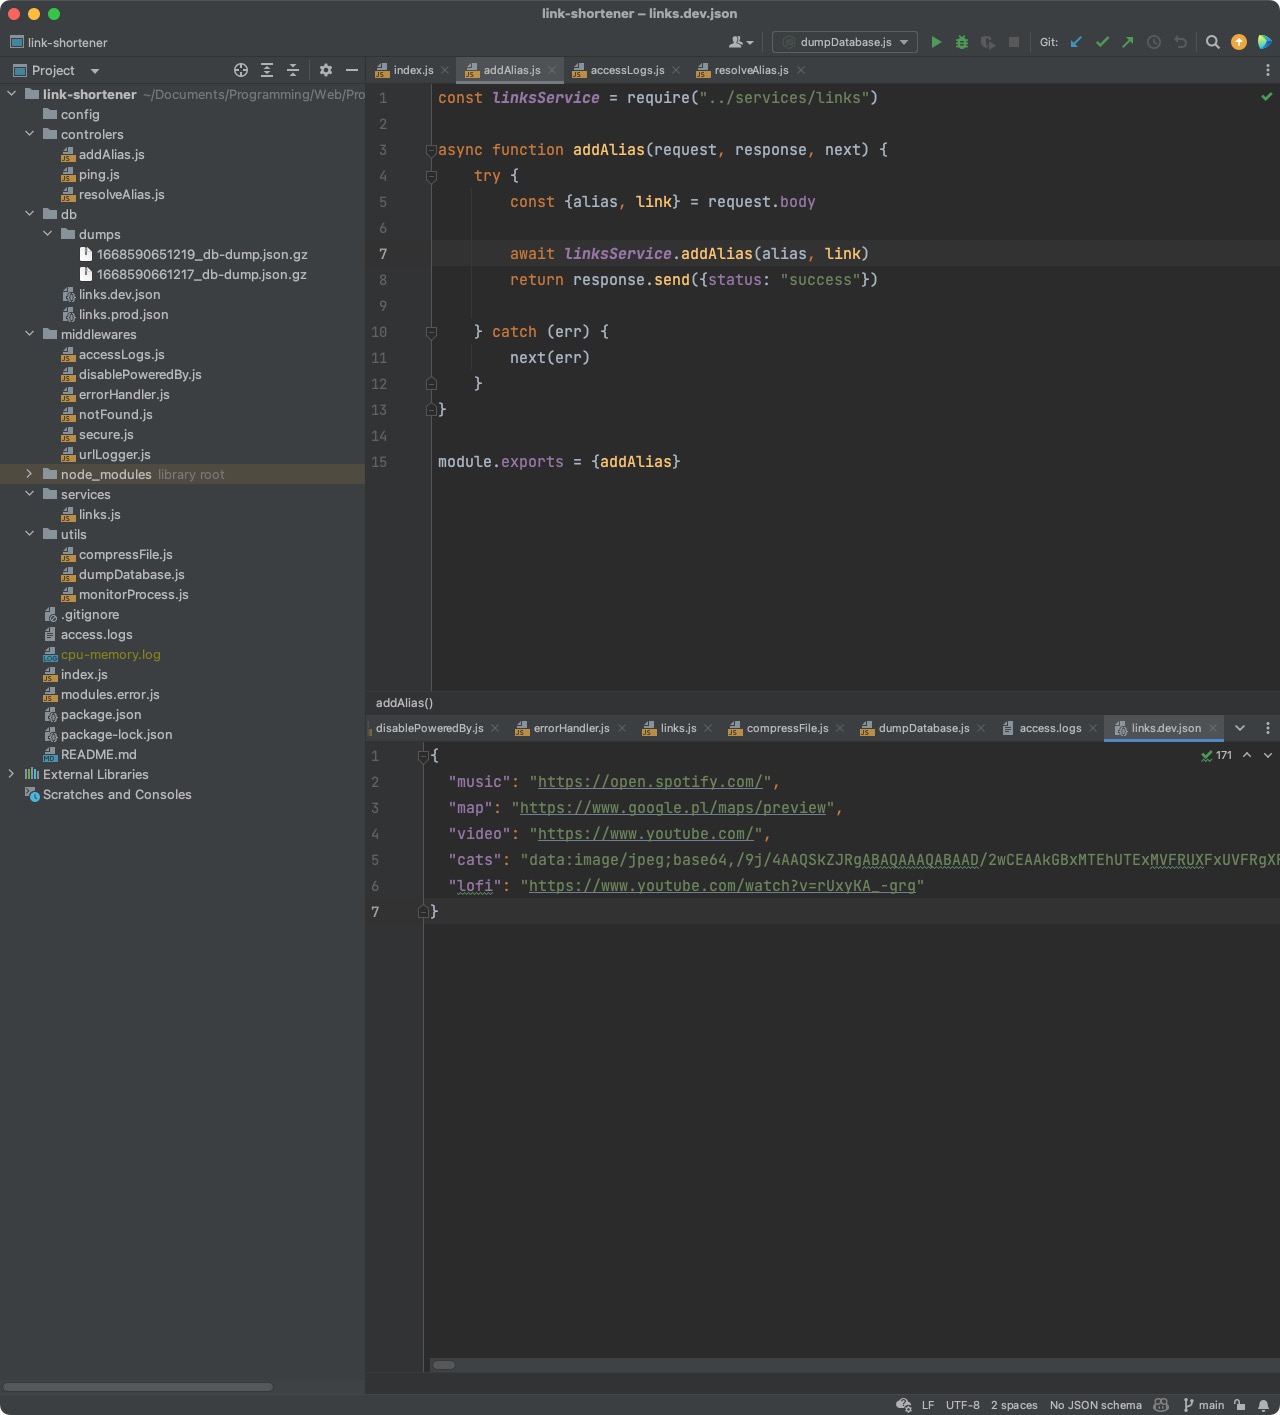 link-shortener – links.dev.json
link-shortener
dumpDatabase.js
Git:
Project
index.js
addAlias.js
accessLogs.js
resolveAlias.js
link-shortener ~/Documents/Programming/Web/Pro
config
controlers
addAlias.js
ping.js
resolveAlias.js
db
dumps
1668590651219_db-dump.json.gz
1668590661217_db-dump.json.gz
links.dev.json
links.prod.json
middlewares
accessLogs.js
disablePoweredBy.js
errorHandler.js
notFound.js
secure.js
urlLogger.js
node_modules library root
services
links.js
utils
compressFile.js
dumpDatabase.js
monitorProcess.js
.gitignore
access.logs
cpu-memory.log
index.js
modules.error.js
package.json
package-lock.json
README.md
External Libraries
Scratches and Consoles
1 const linksService = require("../services/links")
2
3 async function addAlias(request, response, next) {
4 try {
5 const {alias, link} = request.body
6
7 await linksService.addAlias(alias, link)
8 return response.send({status: "success"})
9
10 } catch (err) {
11 next(err)
12 }
13 }
14
15 module.exports = {addAlias}
addAlias()
disablePoweredBy.js
errorHandler.js
links.js
compressFile.js
dumpDatabase.js
access.logs
links.dev.json
171
1 {
2 "music": "https://open.spotify.com/",
3 "map": "https://www.google.pl/maps/preview",
4 "video": "https://www.youtube.com/",
5 "cats": "data:image/jpeg;base64,/9j/4AAQSkZJRgABAQAAAQABAAD/2wCEAAkGBxMTEhUTExMVFRUXFxUVFRgXF
6 "lofi": "https://www.youtube.com/watch?v=rUxyKA_-grg"
7 }
LF
UTF-8
2 spaces
No JSON schema
main